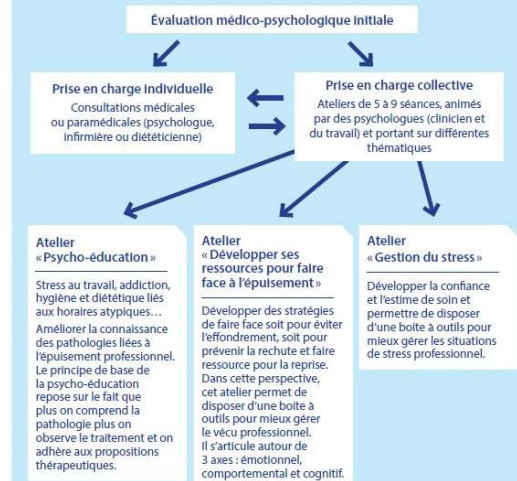 Évaluation médico-psychologique initiale
Prise en charge individuelle
Consultations médicales
ou paramédicales (psychologue,
infirmière ou diététicienne)
Prise en charge collective
Ateliers de 5 à 9 séances, animés
par des psychologues (clinicien et
du travail) et portant sur différentes
thématiques
Atelier
« Psycho-éducation »
Stress au travail, addiction,
hygiène et diététique liés
aux horaires atypiques…
Améliorer la connaissance
des pathologies liées à
l'épuisement professionnel.
Le principe de base de
la psycho-éducation
repose sur le fait que
plus on comprend la
pathologie plus on
observe le traitement et on
adhère aux propositions
thérapeutiques.
Atelier
« Développer ses
ressources pour faire
face à l'épuisement »
Développer des stratégies
de faire face soit pour éviter
l'effondrement, soit pour
prévenir la rechute et faire
ressource pour la reprise.
Dans cette perspective,
cet atelier permet de
disposer d'une boite à
outils pour mieux gérer
le vécu professionnel.
Il s'articule autour de
3 axes : émotionnel,
comportemental et cognitif.
Atelier
« Gestion du stress »
Développer la confiance
et l'estime de soin et
permettre de disposer
d'une boite à outils pour
mieux gérer les situations
de stress professionnel.